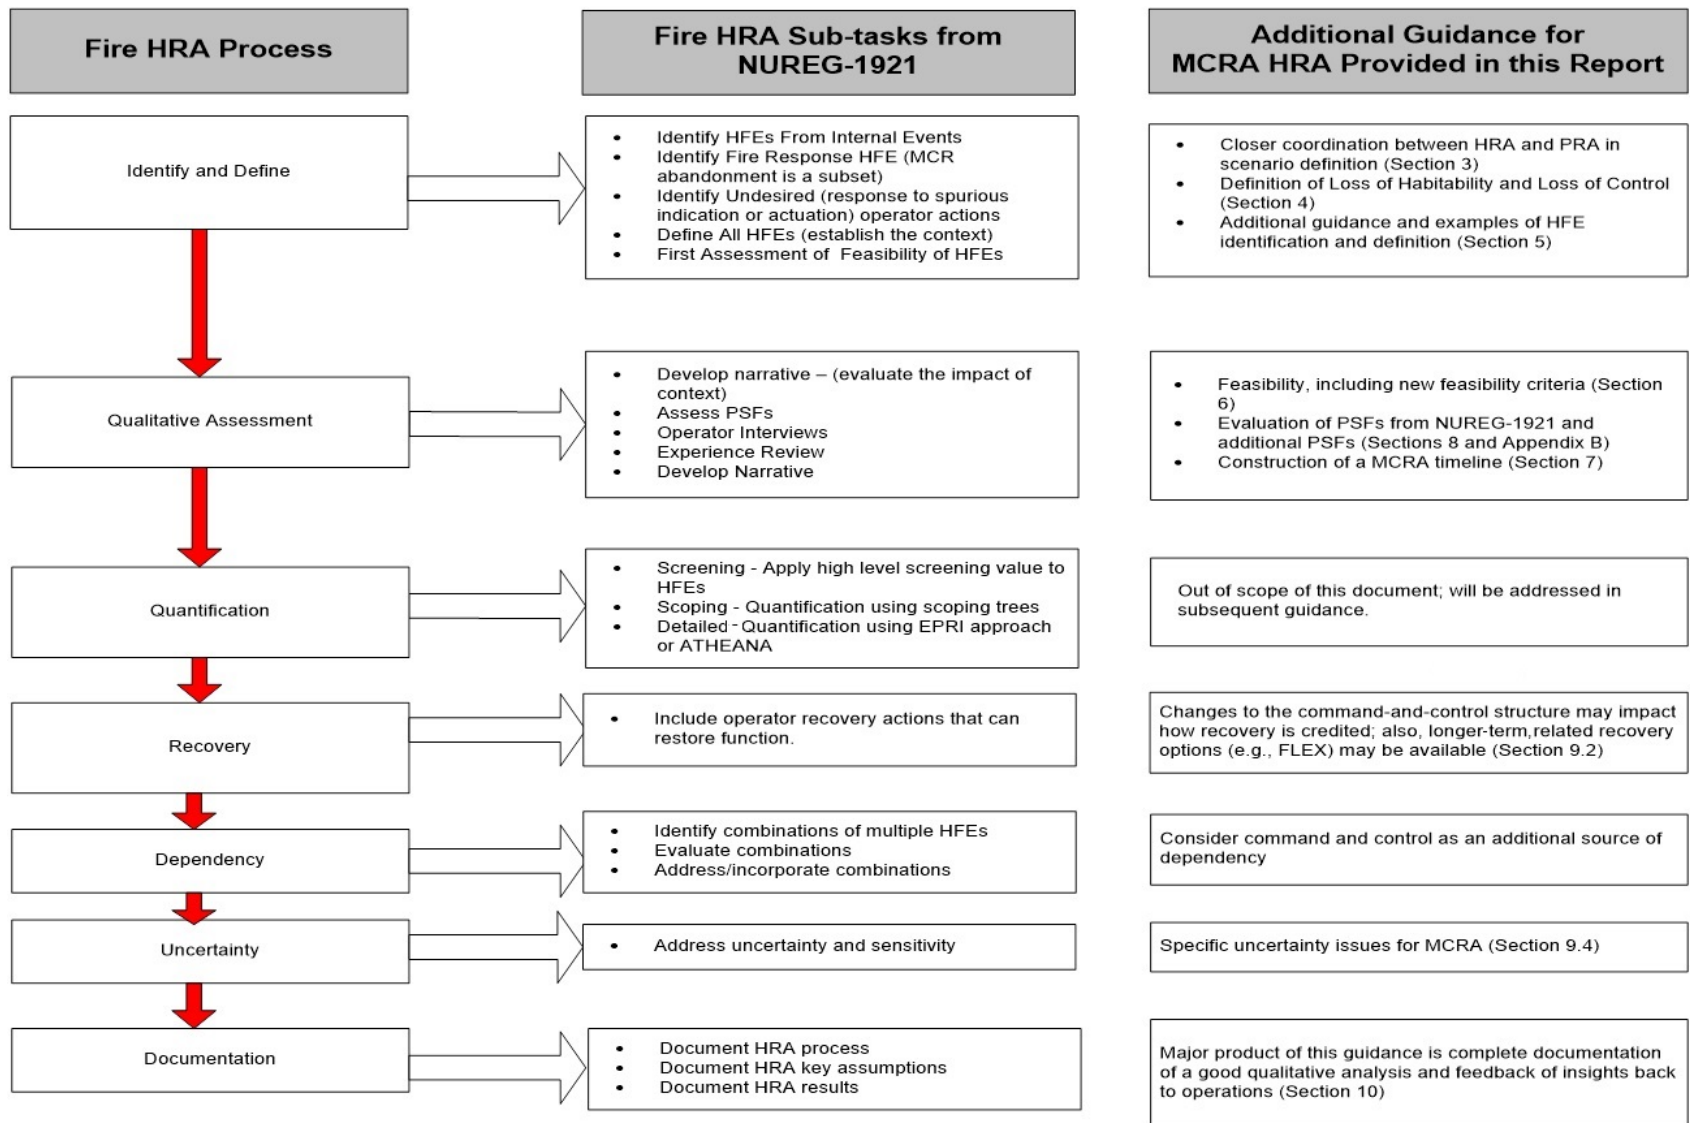 Fire HRA Process
Fire HRA Sub-tasks from
NUREG-1921
Additional Guidance for
MCRA HRA Provided in this Report
Identify and Define
• Identify HFEs From Internal Events
• Identify Fire Response HFE (MCR
abandonment is a subset)
• Identify Undesired (response to spurious
indication or actuation) operator actions
• Define All HFEs (establish the context)
• First Assessment of Feasibility of HFEs
• Closer coordination between HRA and PRA in
scenario definition (Section 3)
• Definition of Loss of Habitability and Loss of Control
(Section 4)
• Additional guidance and examples of HFE
identification and definition (Section 5)
Qualitative Assessment
• Develop narrative – (evaluate the impact of
context)
• Assess PSFs
• Operator Interviews
• Experience Review
• Develop Narrative
• Feasibility, including new feasibility criteria (Section
6)
• Evaluation of PSFs from NUREG-1921 and
additional PSFs (Sections 8 and Appendix B)
• Construction of a MCRA timeline (Section 7)
Quantification
• Screening - Apply high level screening value to
HFEs
• Scoping - Quantification using scoping trees
• Detailed - Quantification using EPRI approach
or ATHEANA
Out of scope of this document; will be addressed in
subsequent guidance.
Recovery
• Include operator recovery actions that can
restore function.
Changes to the command-and-control structure may impact
how recovery is credited; also, longer-term,related recovery
options (e.g., FLEX) may be available (Section 9.2)
Dependency
• Identify combinations of multiple HFEs
• Evaluate combinations
• Address/incorporate combinations
Consider command and control as an additional source of
dependency
Uncertainty
• Address uncertainty and sensitivity
Specific uncertainty issues for MCRA (Section 9.4)
Documentation
• Document HRA process
• Document HRA key assumptions
• Document HRA results
Major product of this guidance is complete documentation
of a good qualitative analysis and feedback of insights back
to operations (Section 10)